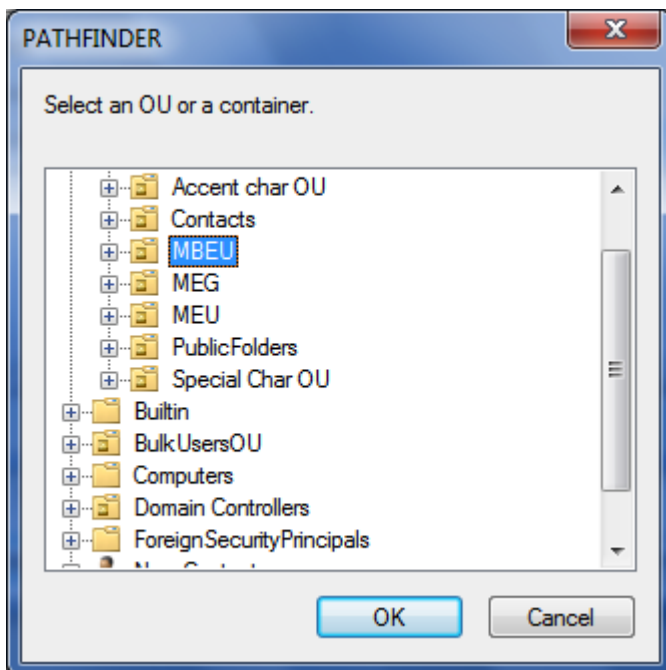 PATHFINDER
Select an OU or a container.
Accent char OU
Contacts
MBEU
MEG
MEU
PublicFolders
Special Char OU
Builtin
BulkUsersOU
Computers
Domain Controllers
ForeignSecurityPrincipals
OK Cancel